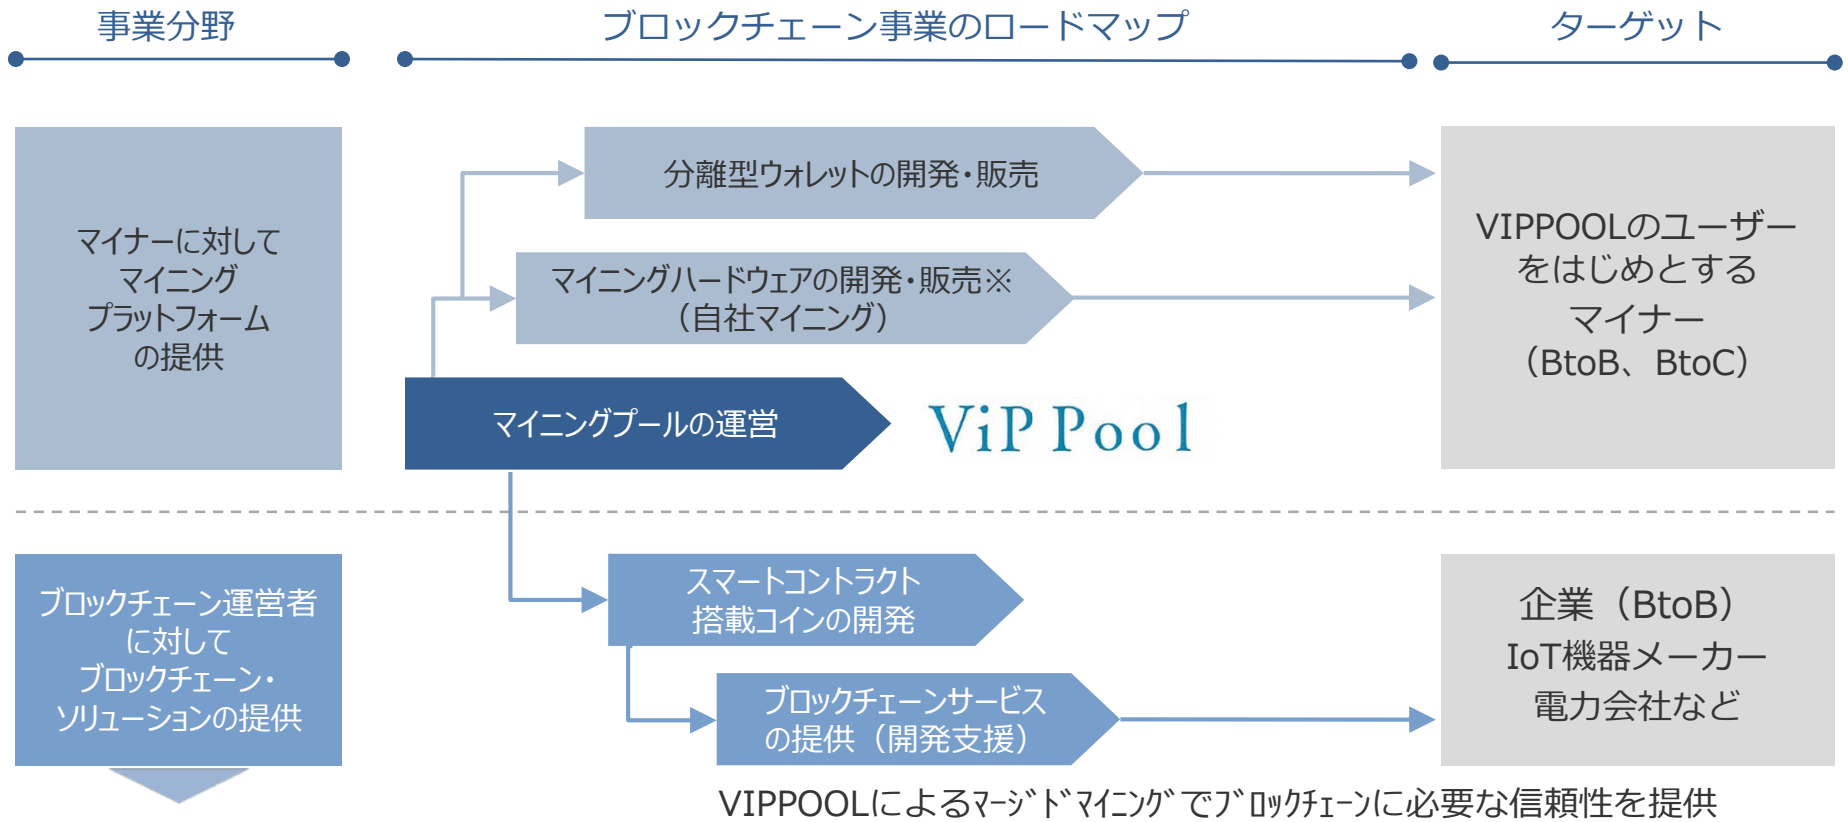 事業分野
ブロックチェーン事業のロードマップ
ターゲット
マイナーに対して
マイニング
プラットフォーム
の提供
分離型ウォレットの開発・販売
マイニングハードウェアの開発・販売※
（自社マイニング）
マイニングプールの運営
ViP Pool
VIPPOOLのユーザー
をはじめとする
マイナー
（BtoB、BtoC）
ブロックチェーン運営者
に対して
ブロックチェーン・
ソリューションの提供
スマートコントラクト
搭載コインの開発
ブロックチェーンサービス
の提供（開発支援）
企業（BtoB）
IoT機器メーカー
電力会社など
VIPPOOLによるﾏｰｼﾞﾄﾞﾏｲﾆﾝｸﾞでﾌﾞﾛｯｸﾁｪｰﾝに必要な信頼性を提供